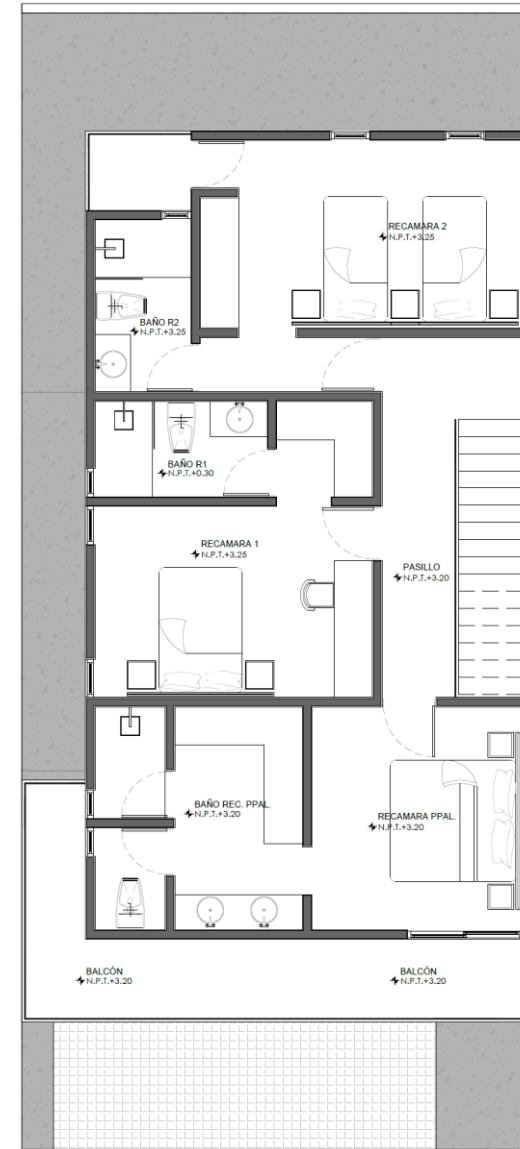 RECAMARA 2
N.P.T.+3.25
BAÑO R2
N.P.T.+3.25
BAÑO R1
N.P.T.+0.30
RECAMARA 1
N.P.T.+3.25
PASILLO
N.P.T.+3.20
BAÑO REC. PPAL.
N.P.T.+3.20
RECAMARA PPAL.
N.P.T.+3.20
BALCÓN
N.P.T.+3.20
BALCÓN
N.P.T.+3.20